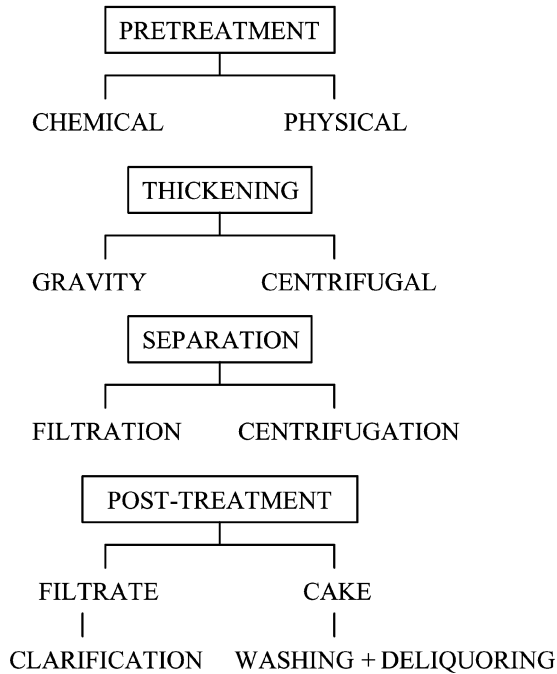 PRETREATMENT
CHEMICAL PHYSICAL
THICKENING
GRAVITY CENTRIFUGAL
SEPARATION
FILTRATION CENTRIFUGATION
POST-TREATMENT
FILTRATE CAKE
CLARIFICATION WASHING + DELIQUORING